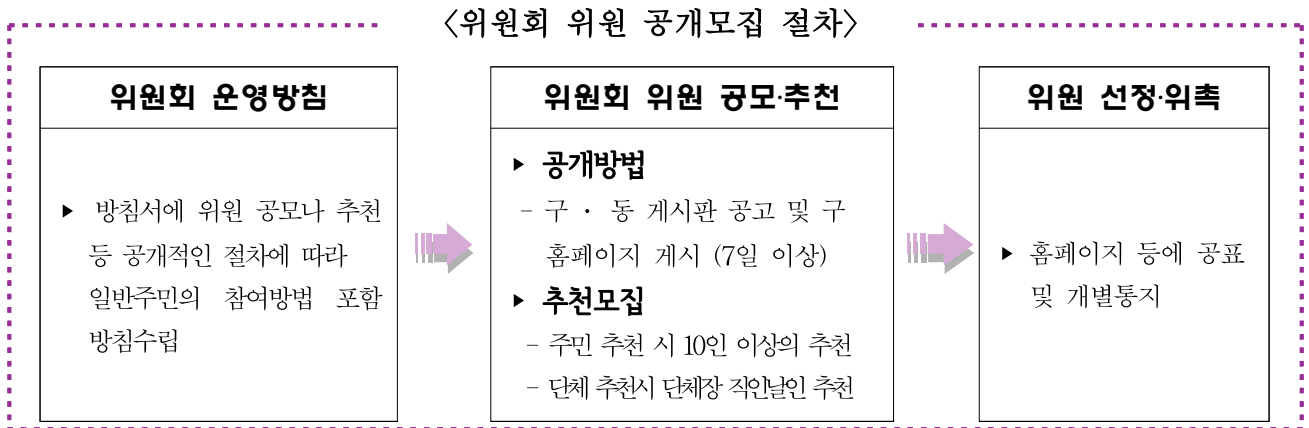 <위원회 위원 공개모집 절차>
위원회 운영방침
▶ 방침서에 위원 공모나 추천
등 공개적인 절차에 따라
일반주민의 참여방법 포함
방침수립
위원회 위원 공모·추천
▶ 공개방법
- 구 · 동 게시판 공고 및 구
홈페이지 게시 (7일 이상)
▶ 추천모집
- 주민 추천 시 10인 이상의 추천
- 단체 추천시 단체장 직인날인 추천
위원 선정·위촉
▶ 홈페이지 등에 공표
및 개별통지